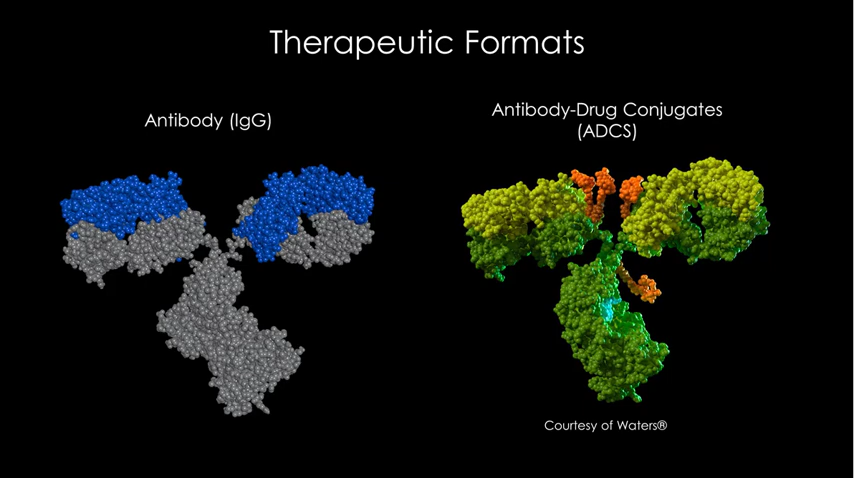 Therapeutic Formats
Antibody (IgG)
Antibody-Drug Conjugates
(ADCS)
Courtesy of Waters®